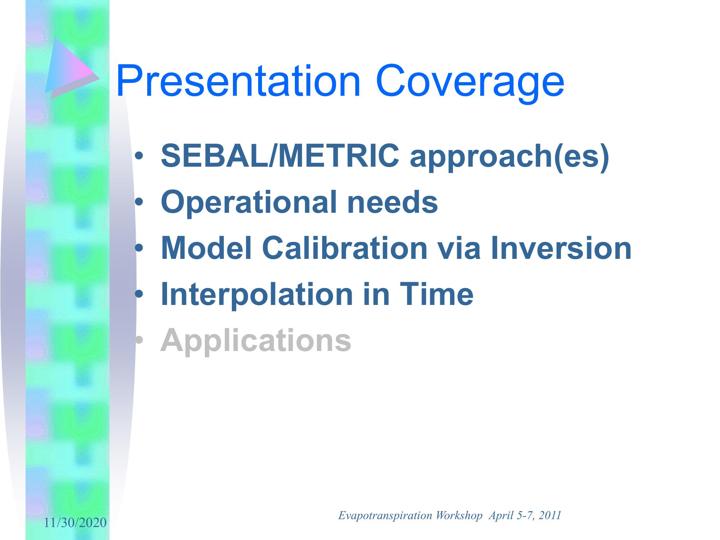 Presentation Coverage
• SEBAL/METRIC approach(es)
• Operational needs
• Model Calibration via Inversion
• Interpolation in Time
• Applications
11/30/2020
Evapotranspiration Workshop April 5-7, 2011